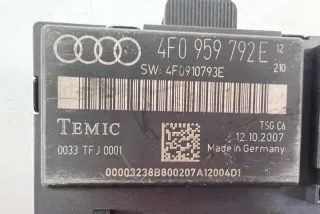 4F0 959 792E 12
210
SW: 4F0910793E
TEMIC
TSG C6
12.10.2007
0033 TFJ 0001
Made in Germany
00003238B800207A12004D1